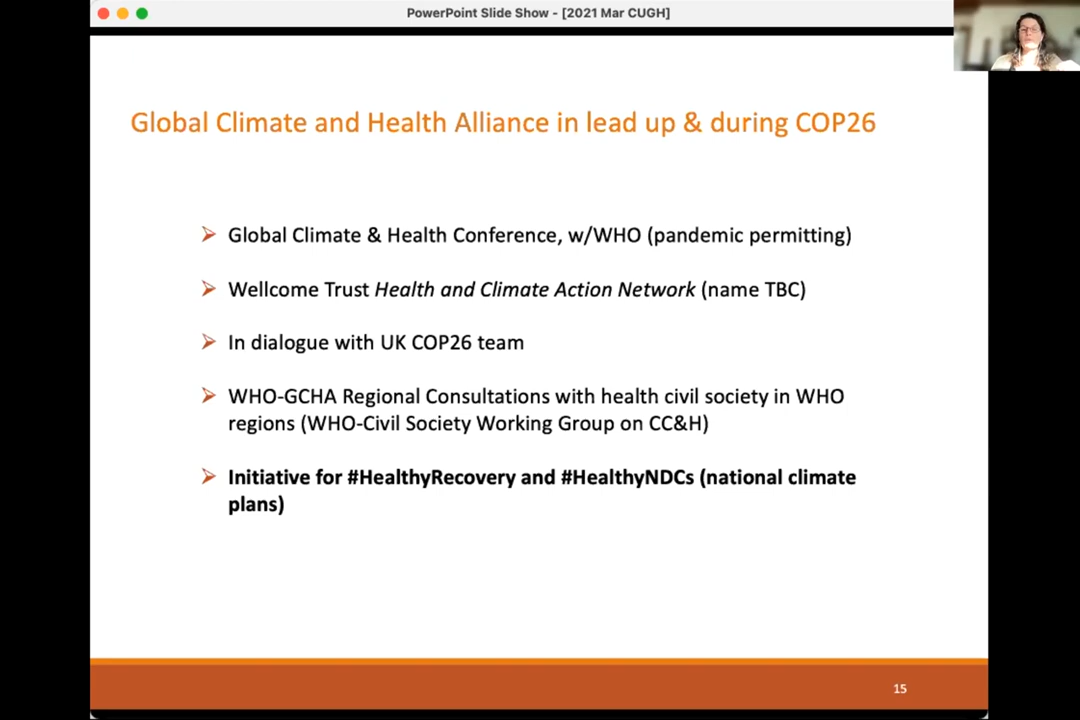 PowerPoint Slide Show - [2021 Mar CUGH]
Global Climate and Health Alliance in lead up & during COP26
Global Climate & Health Conference, w/WHO (pandemic permitting)
Wellcome Trust Health and Climate Action Network (name TBC)
In dialogue with UK COP26 team
WHO-GCHA Regional Consultations with health civil society in WHO
regions (WHO-Civil Society Working Group on CC&H)
Initiative for #HealthyRecovery and #HealthyNDCs (national climate
plans)
15